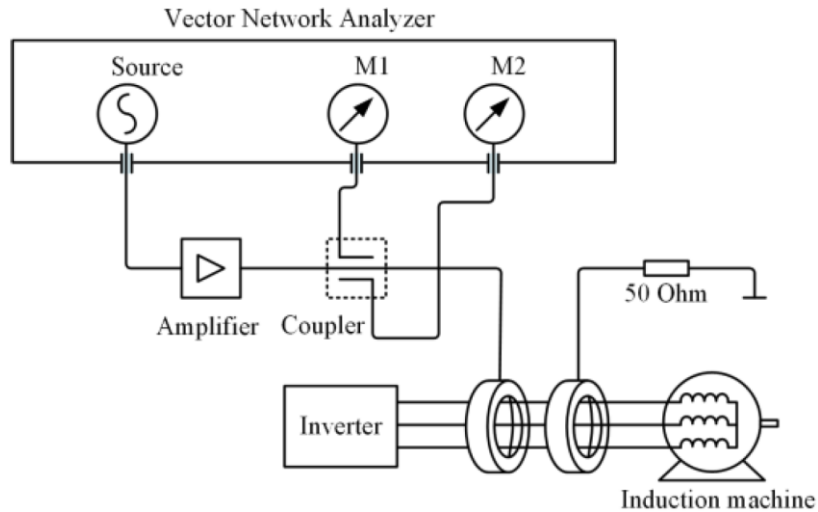 Vector Network Analyzer
Source
M1
M2
Amplifier
Coupler
50 Ohm
Inverter
Induction machine